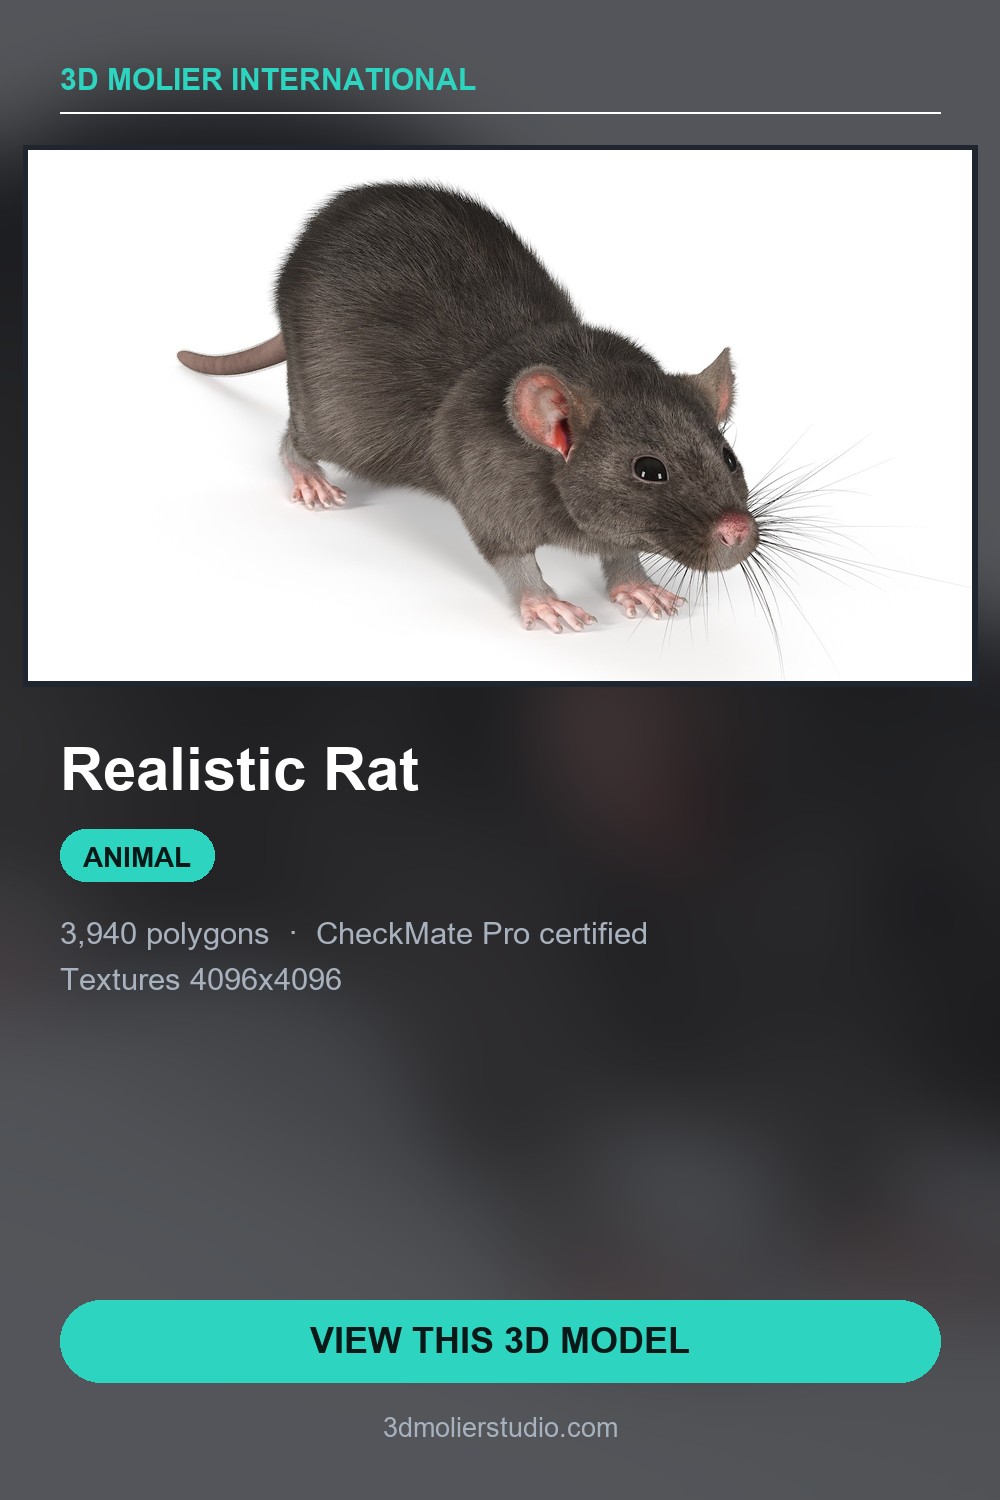 3D MOLIER INTERNATIONAL
Realistic Rat
ANIMAL
3,940 polygons · CheckMate Pro certified
Textures 4096x4096
VIEW THIS 3D MODEL
3dmolierstudio.com